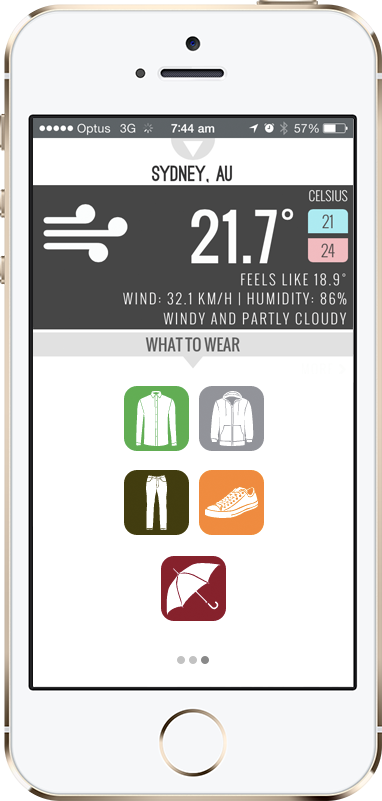 Optus 3G 7:44 am 57%
SYDNEY, AU
CELSIUS
21.7°
21
24
FEELS LIKE 18.9°
WIND: 32.1 KM/H | HUMIDITY: 86%
WINDY AND PARTLY CLOUDY
WHAT TO WEAR